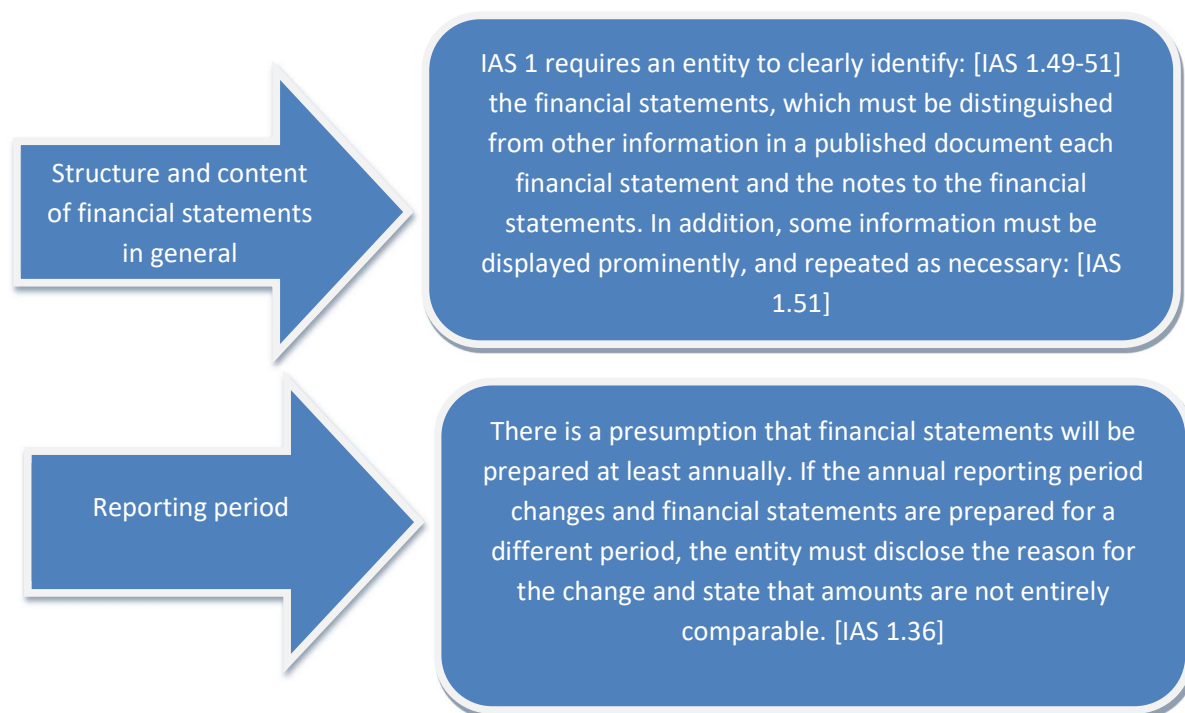 Structure and content
of financial statements
in general
IAS 1 requires an entity to clearly identify: [IAS 1.49-51]
the financial statements, which must be distinguished
from other information in a published document each
financial statement and the notes to the financial
statements. In addition, some information must be
displayed prominently, and repeated as necessary: [IAS
1.51]
Reporting period
There is a presumption that financial statements will be
prepared at least annually. If the annual reporting period
changes and financial statements are prepared for a
different period, the entity must disclose the reason for
the change and state that amounts are not entirely
comparable. [IAS 1.36]